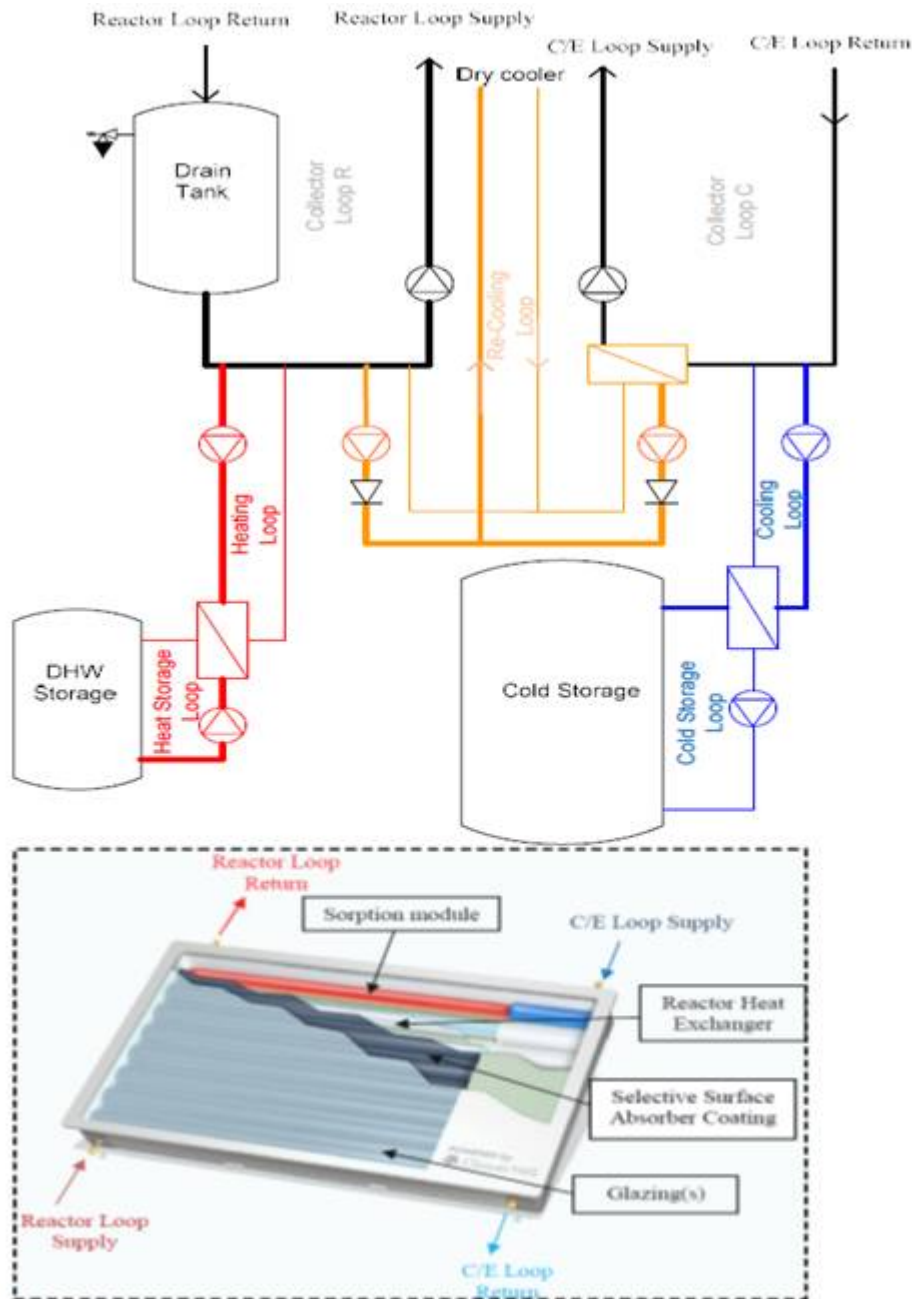 Reactor Loop Return
Reactor Loop Supply
C/E Loop Supply
C/E Loop Return
Dry cooler
Drain
Tank
Collector
Loop R
Re-Cooling
Loop
Collector
Loop C
Heating
Loop
Cooling
Loop
DHW
Storage
Heat Storage
Loop
Cold Storage
Cold Storage
Loop
Reactor Loop
Return
Sorption module
C/E Loop Supply
Reactor Heat
Exchanger
Selective Surface
Absorber Coating
Glazing(s)
Reactor Loop
Supply
C/E Loop
Return